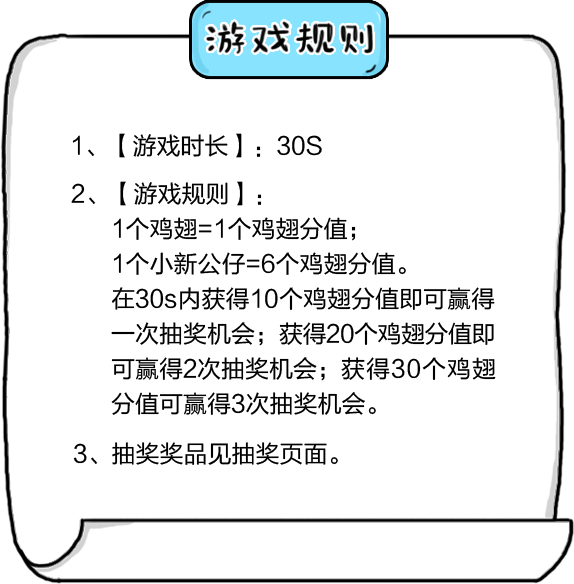 游戏规则
1、【游戏时长】：30S
2、【游戏规则】：
1个鸡翅=1个鸡翅分值；
1个小新公仔=6个鸡翅分值。
在30s内获得10个鸡翅分值即可赢得
一次抽奖机会；获得20个鸡翅分值即
可赢得2次抽奖机会；获得30个鸡翅
分值可赢得3次抽奖机会。
3、抽奖奖品见抽奖页面。